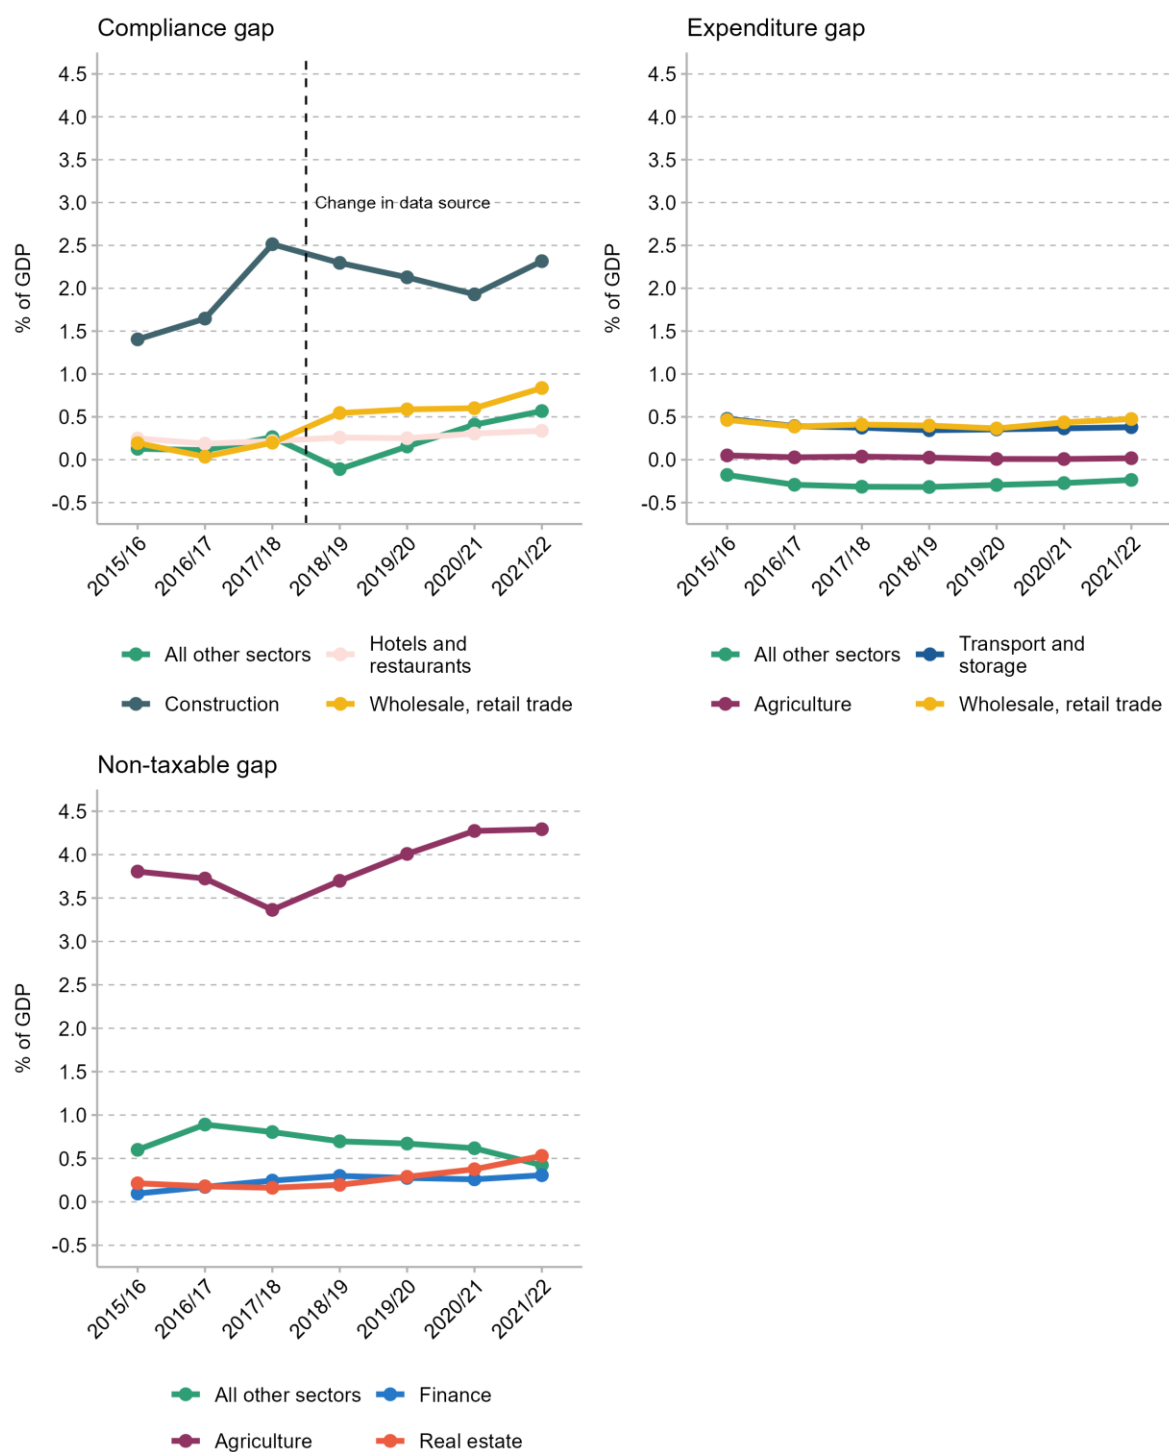 Compliance gap
4.5
4.0
3.5
3.0
2.5
2.0
1.5
1.0
0.5
0.0
-0.5
% of GDP
Change in data source
2015/16
2016/17
2017/18
2018/19
2019/20
2020/21
2021/22
All other sectors
Hotels and
restaurants
Construction
Wholesale, retail trade
Expenditure gap
4.5
4.0
3.5
3.0
2.5
2.0
1.5
1.0
0.5
0.0
-0.5
% of GDP
2015/16
2016/17
2017/18
2018/19
2019/20
2020/21
2021/22
All other sectors
Transport and
storage
Agriculture
Wholesale, retail trade
Non-taxable gap
4.5
4.0
3.5
3.0
2.5
2.0
1.5
1.0
0.5
0.0
-0.5
% of GDP
2015/16
2016/17
2017/18
2018/19
2019/20
2020/21
2021/22
All other sectors
Finance
Agriculture
Real estate